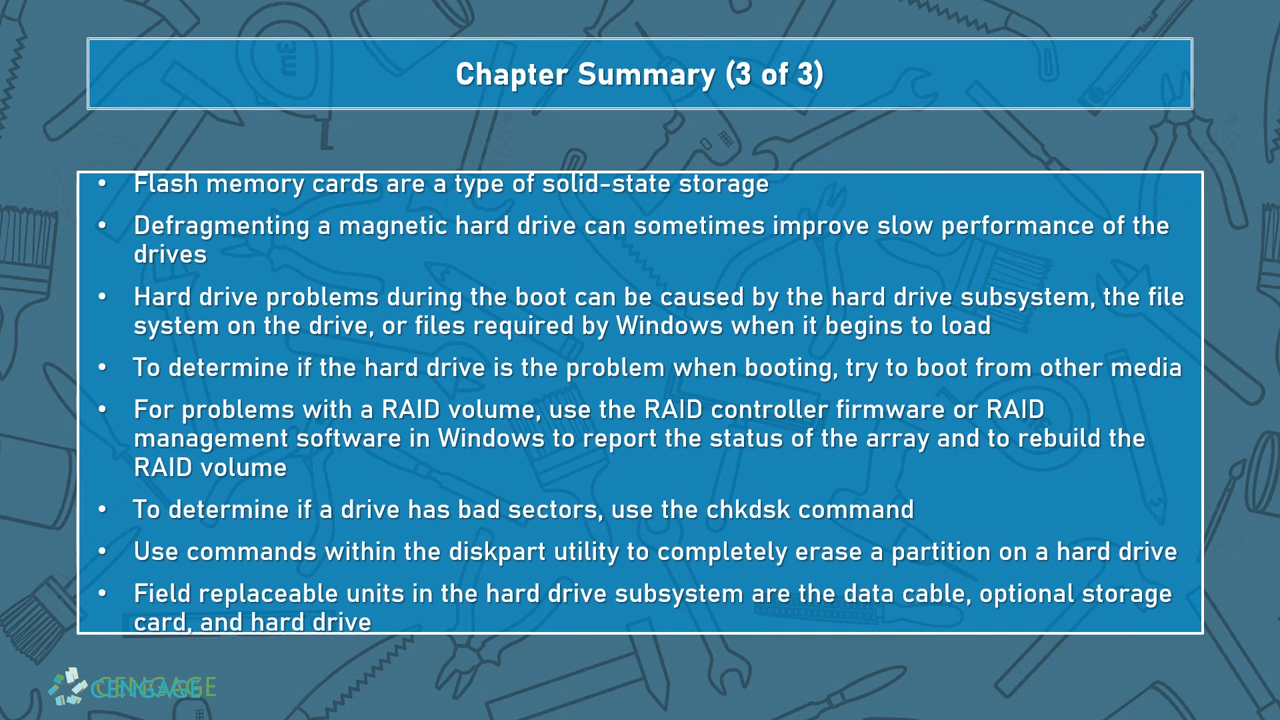 Chapter Summary (3 of 3)
• Flash memory cards are a type of solid-state storage
• Defragmenting a magnetic hard drive can sometimes improve slow performance of the
drives
• Hard drive problems during the boot can be caused by the hard drive subsystem, the file
system on the drive, or files required by Windows when it begins to load
• To determine if the hard drive is the problem when booting, try to boot from other media
• For problems with a RAID volume, use the RAID controller firmware or RAID
management software in Windows to report the status of the array and to rebuild the
RAID volume
• To determine if a drive has bad sectors, use the chkdsk command
• Use commands within the diskpart utility to completely erase a partition on a hard drive
• Field replaceable units in the hard drive subsystem are the data cable, optional storage
card, and hard drive
CENGAGE